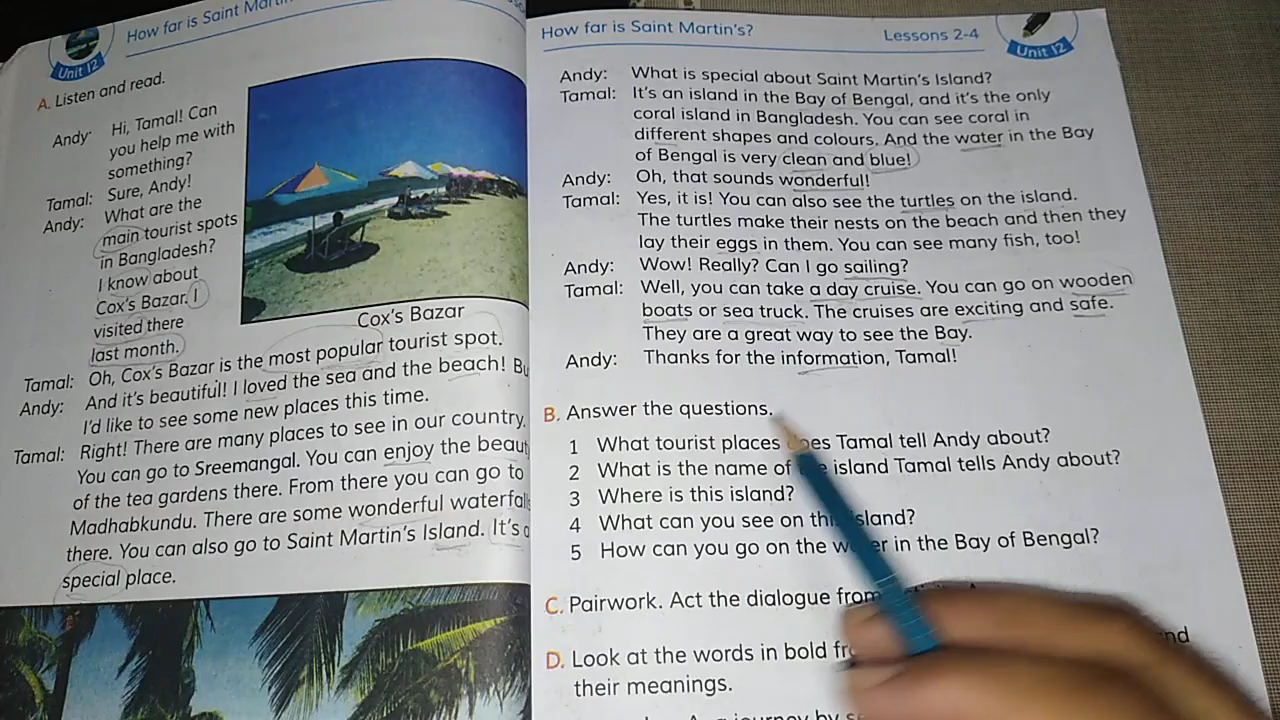 How far is Saint
Unit 12
A. Listen and read.
Andy: Hi, Tamal! Can
you help me with
something?
Tamal: Sure, Andy!
Andy: What are the
main tourist spots
in Bangladesh?
I know about
Cox's Bazar. I
visited there
last month.
Cox's Bazar
Tamal: Oh, Cox's Bazar is the most popular tourist spot.
Andy: And it's beautiful! I loved the sea and the beach!
I'd like to see some new places this time.
Tamal: Right! There are many places to see in our country.
You can go to Sreemangal. You can enjoy the
of the tea gardens there. From there you can go to
Madhabkundu. There are some wonderful
there. You can also go to Saint Martin's Island. It's
special place.
How far is Saint Martin's?
Lessons 2-4
Unit 12
Andy: What is special about Saint Martin's Island?
Tamal: It's an island in the Bay of Bengal, and it's the only
coral island in Bangladesh. You can see coral in
different shapes and colours. And the water in the Bay
of Bengal is very clean and blue!
Andy: Oh, that sounds wonderful!
Tamal: Yes, it is! You can also see the turtles on the island.
The turtles make their nests on the beach and then they
lay their eggs in them. You can see many fish, too!
Andy: Wow! Really? Can I go sailing?
Tamal: Well, you can take a day cruise. You can go on wooden
boats or sea truck. The cruises are exciting and safe.
They are a great way to see the Bay.
Andy: Thanks for the information, Tamal!
B. Answer the questions.
1 What tourist places does Tamal tell Andy about?
2 What is the name of the island Tamal tells Andy about?
3 Where is this island?
4 What can you see on this island?
5 How can you go on the water in the Bay of Bengal?
C. Pairwork. Act the dialogue from
D. Look at the words in bold
their meanings.
A journey by